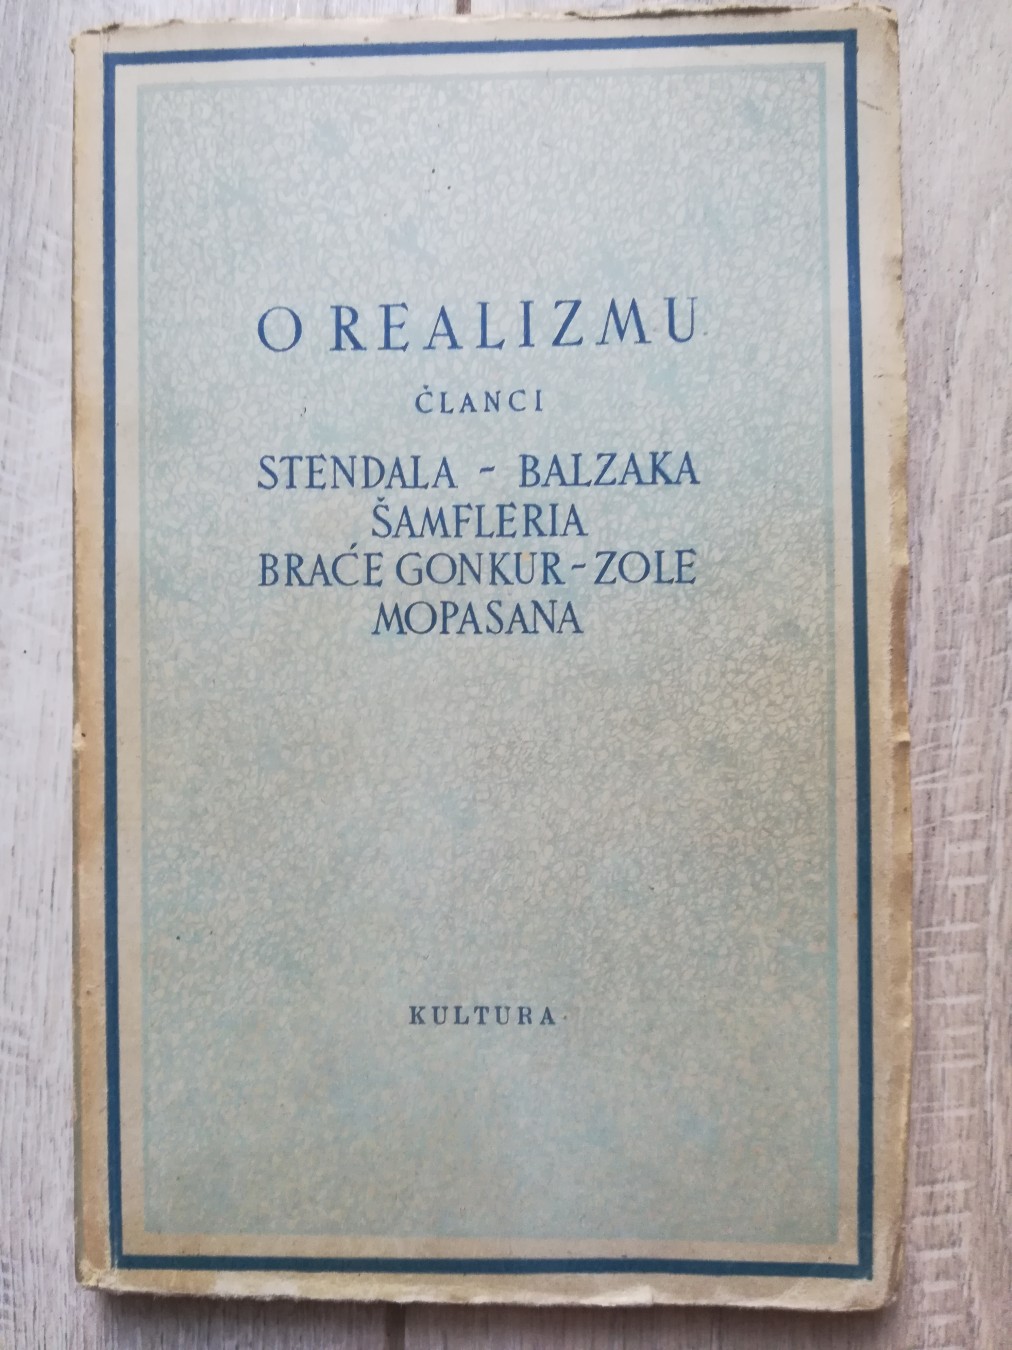 O REALIZMU
ČLANCI
STENDALA - BALZAKA
ŠAMFLERIA
BRAĆE GONKUR - ZOLE
MOPASANA
KULTURA